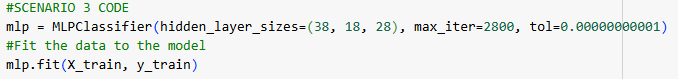 #SCENARIO 3 CODE
mlp = MLPClassifier(hidden_layer_sizes=(38, 18, 28), max_iter=2800, tol=0.00000000001)
#Fit the data to the model
mlp.fit(X_train, y_train)